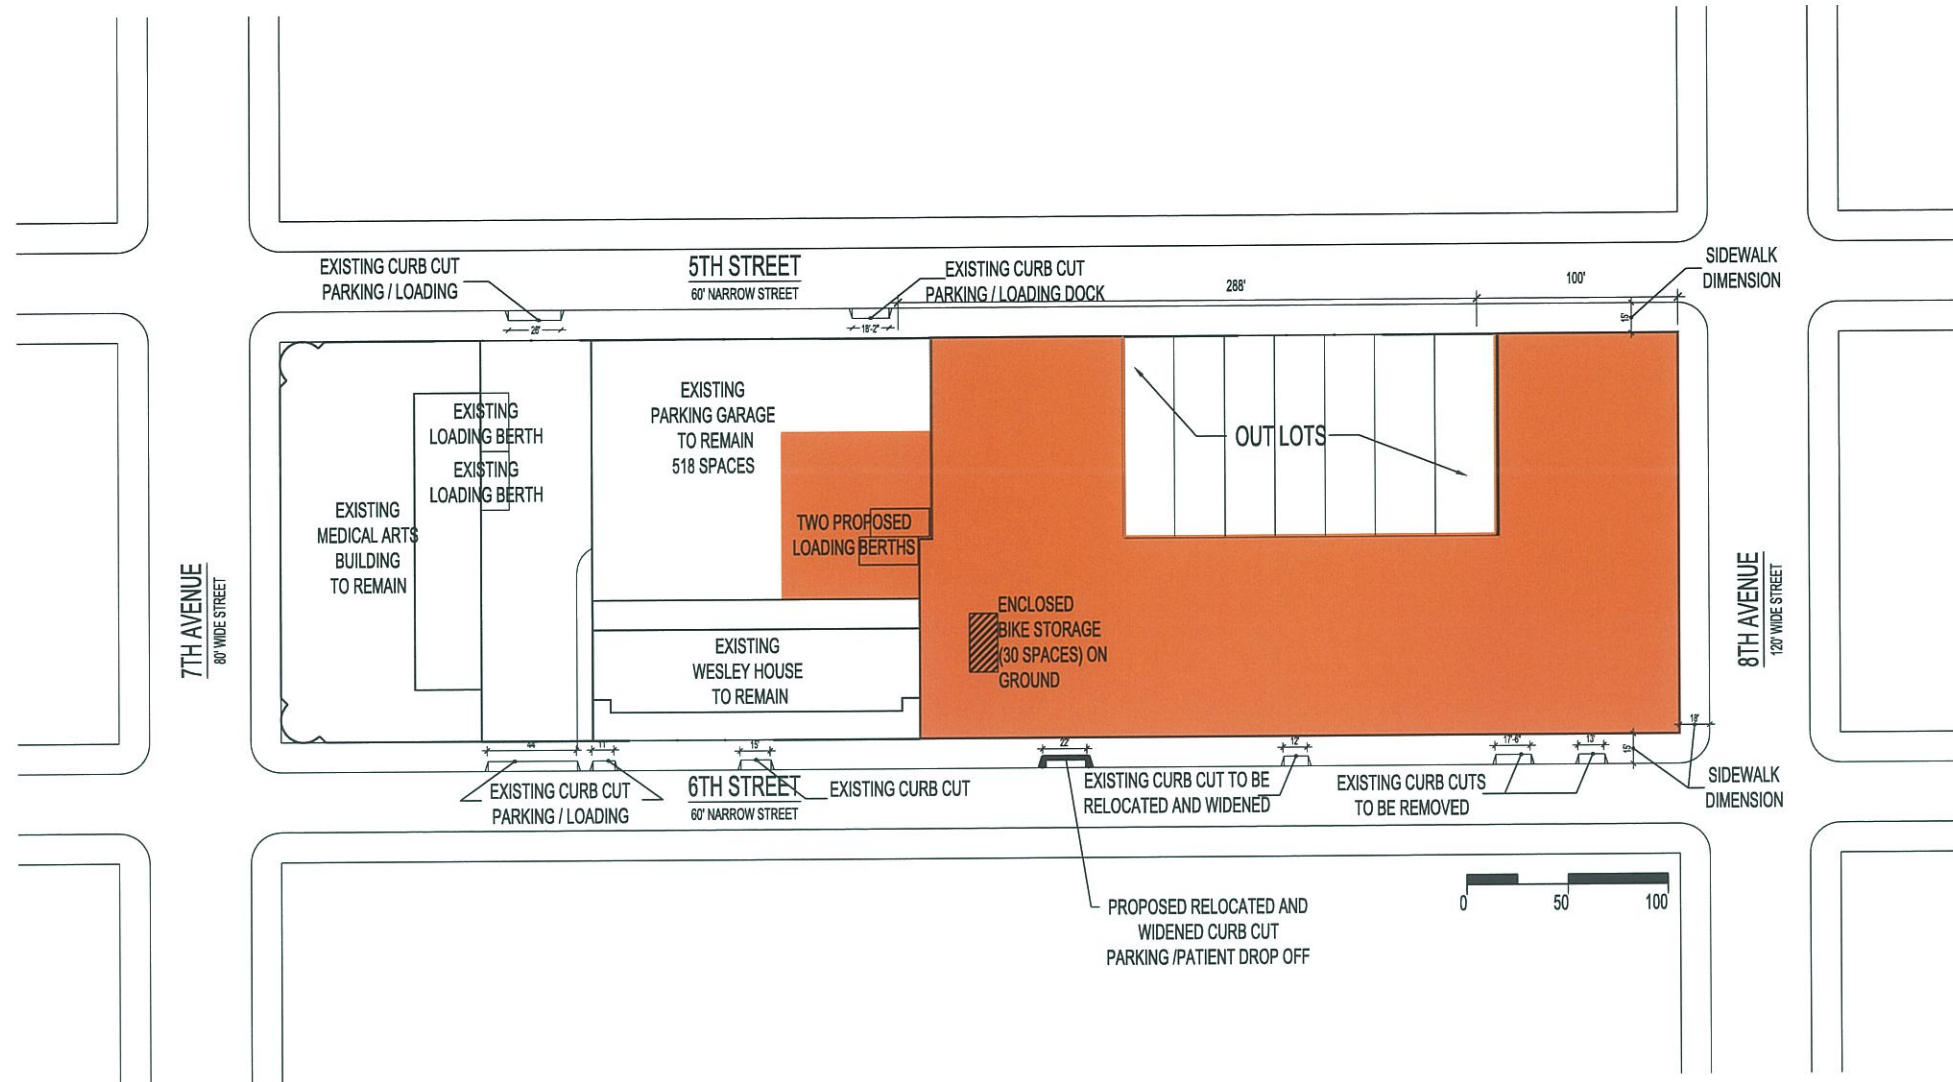 EXISTING CURB CUT
PARKING / LOADING
5TH STREET
60' NARROW STREET
EXISTING CURB CUT
PARKING / LOADING DOCK
288'
100'
SIDEWALK
DIMENSION
18'-2"
15'
EXISTING
LOADING BERTH
EXISTING
LOADING BERTH
EXISTING
MEDICAL ARTS
BUILDING
TO REMAIN
EXISTING
PARKING GARAGE
TO REMAIN
518 SPACES
TWO PROPOSED
LOADING BERTHS
OUT LOTS
ENCLOSED
BIKE STORAGE
(30 SPACES) ON
GROUND
EXISTING
WESLEY HOUSE
TO REMAIN
7TH AVENUE
80' WIDE STREET
8TH AVENUE
120' WIDE STREET
44'
11'
15'
22'
12'
17'-6"
13'
15'
18'
EXISTING CURB CUT
PARKING / LOADING
6TH STREET
60' NARROW STREET
EXISTING CURB CUT
EXISTING CURB CUT TO BE
RELOCATED AND WIDENED
EXISTING CURB CUTS
TO BE REMOVED
SIDEWALK
DIMENSION
PROPOSED RELOCATED AND
WIDENED CURB CUT
PARKING /PATIENT DROP OFF
0
50
100